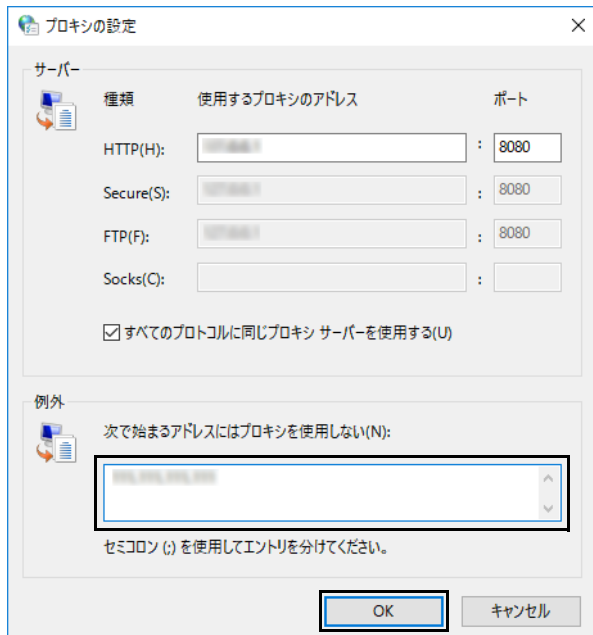 プロキシの設定
サーバー
種類 使用するプロキシのアドレス ポート
HTTP(H): : 8080
Secure(S): : 8080
FTP(F): : 8080
Socks(C): :
すべてのプロトコルに同じプロキシ サーバーを使用する(U)
例外
次で始まるアドレスにはプロキシを使用しない(N):
セミコロン (;) を使用してエントリを分けてください。
OK キャンセル